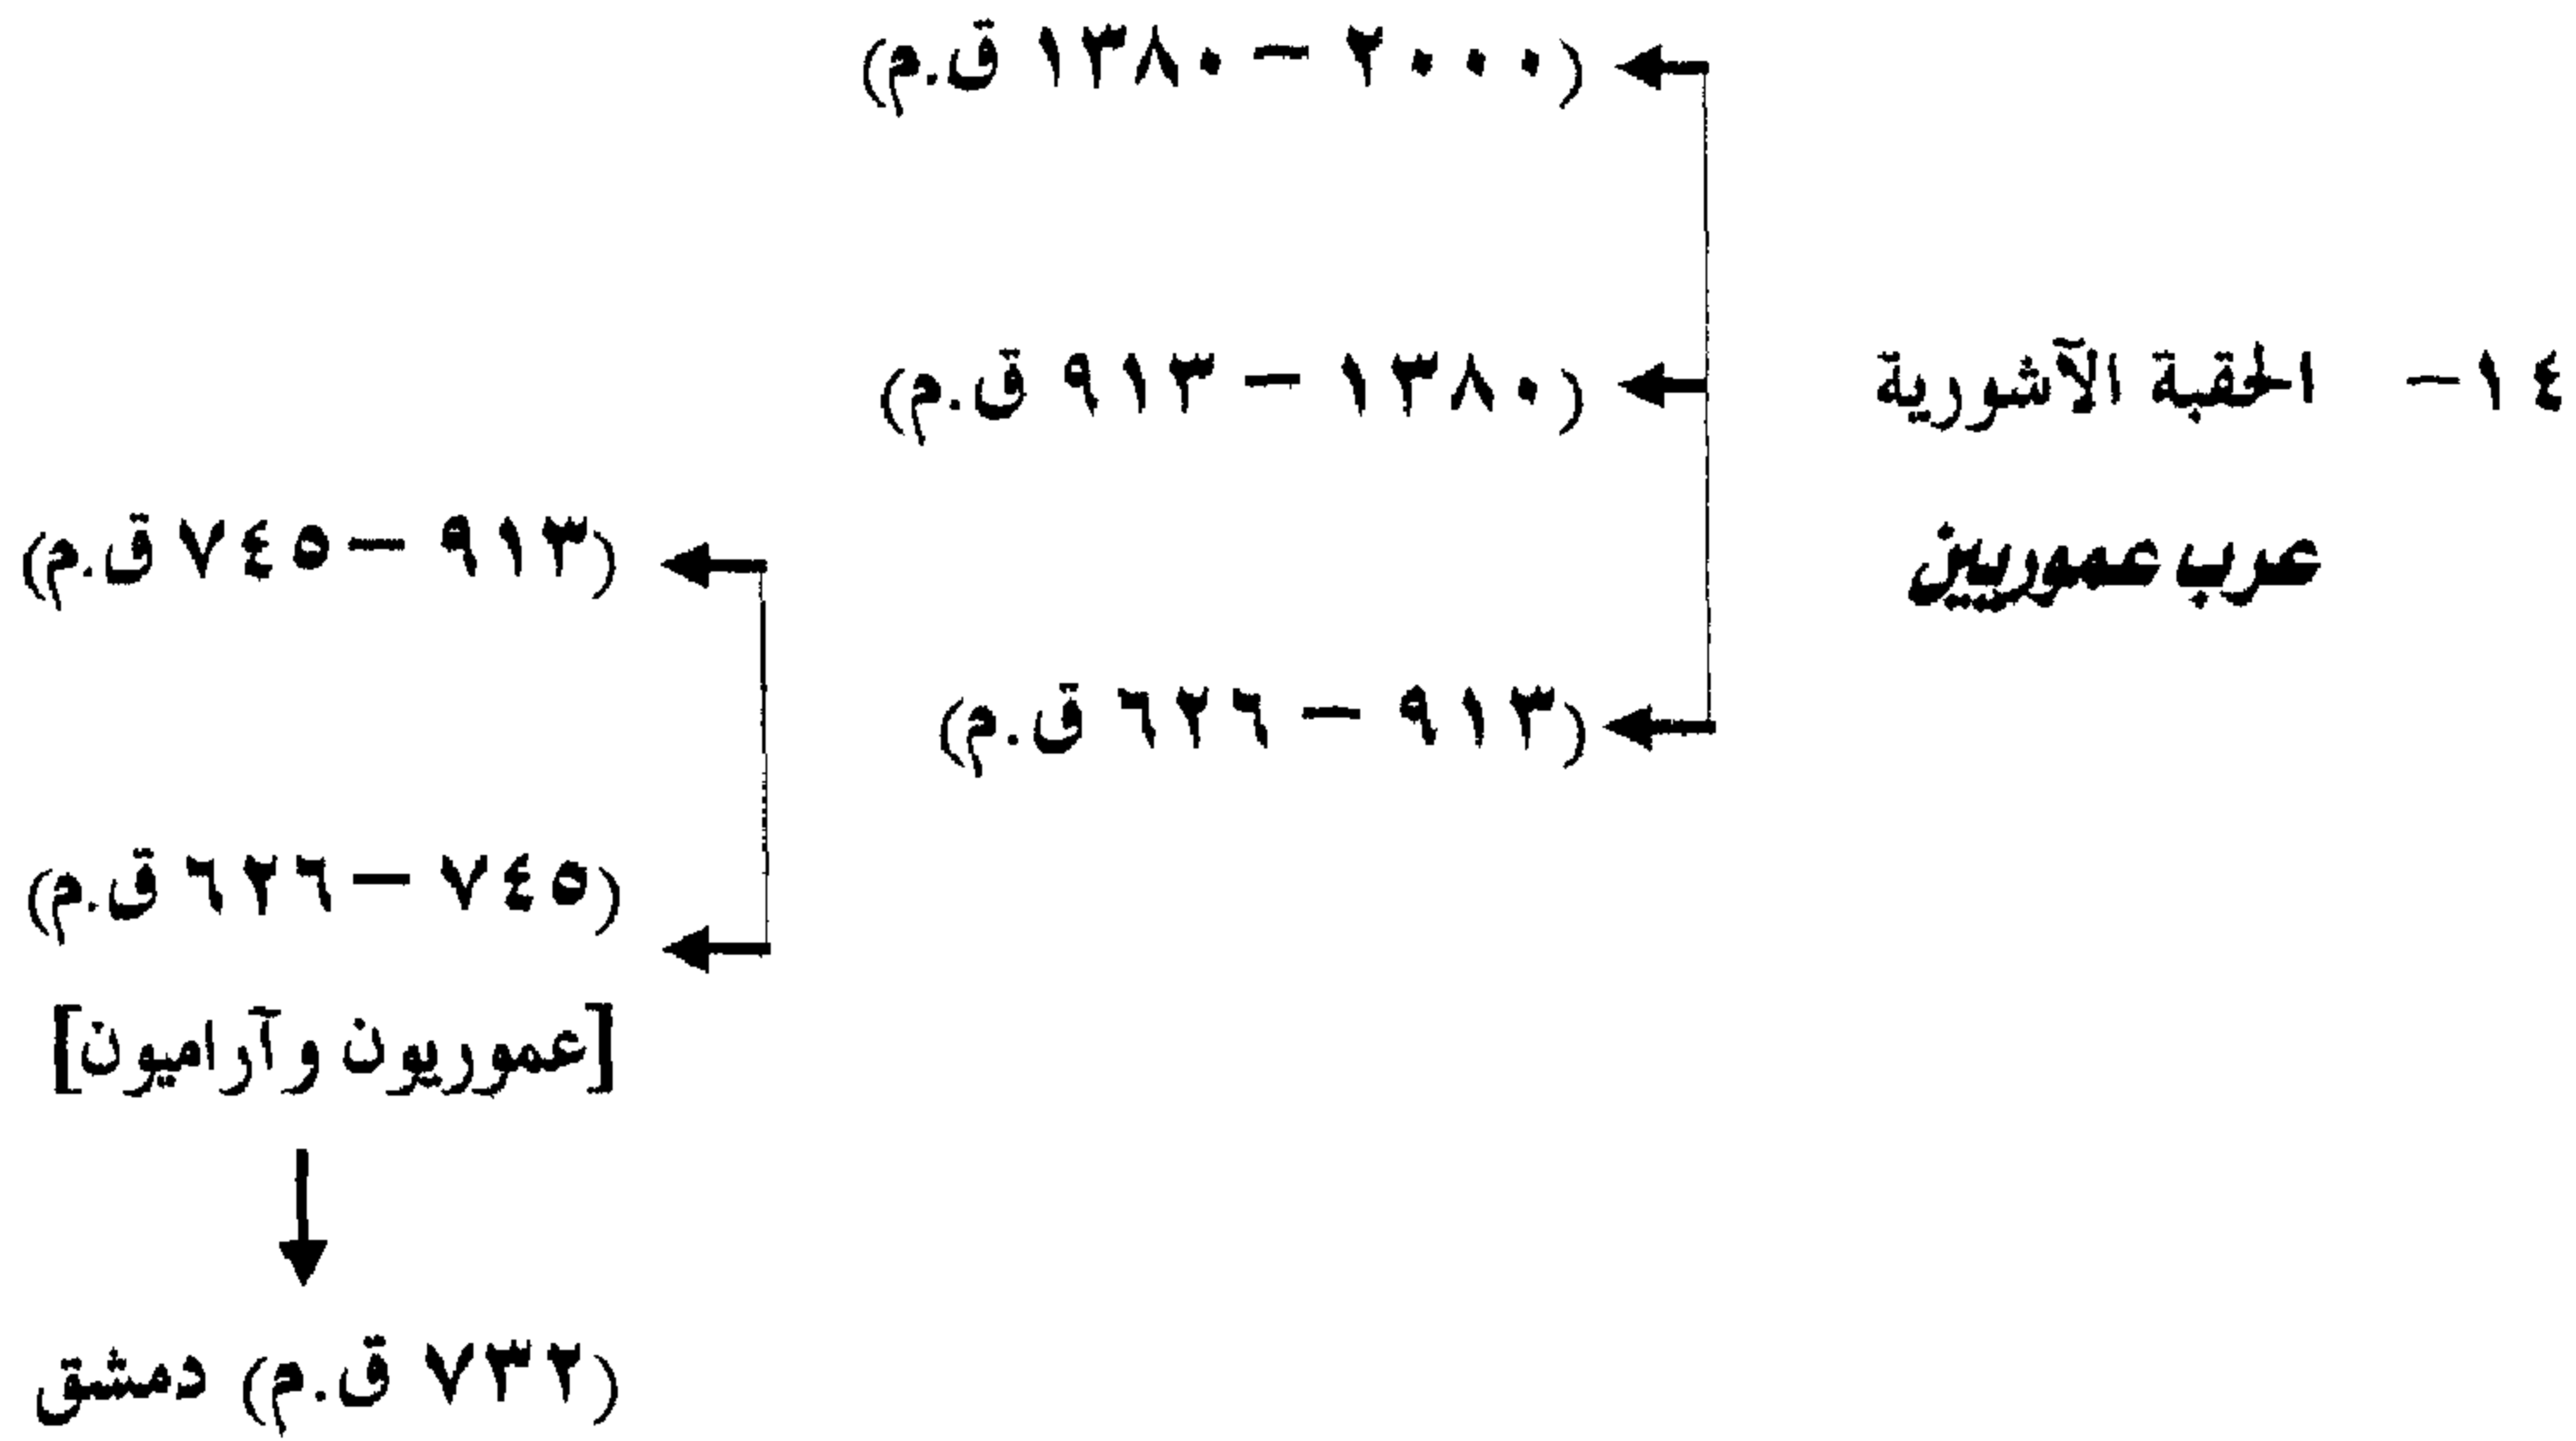 (٢٠٠٠ – ١٣٨٠ ق.م)
١٤- الحقبة الآشورية
(١٣٨٠ – ٩١٣ ق.م)
عرب عموريين
(٩١٣ – ٧٤٥ ق.م)
(٩١٣ – ٦٢٦ ق.م)
(٧٤٥ – ٦٢٦ ق.م)
[عموريون وآراميون]
(٧٣٢ ق.م) دمشق